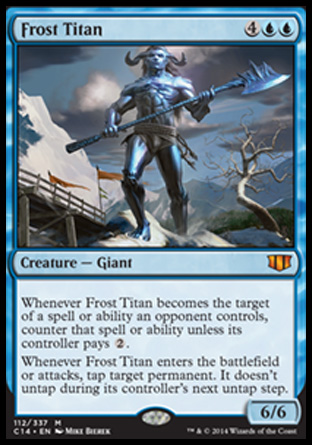 Frost Titan 4
Creature — Giant
Whenever Frost Titan becomes the target
of a spell or ability an opponent controls,
counter that spell or ability unless its
controller pays 2.
Whenever Frost Titan enters the battlefield
or attacks, tap target permanent. It doesn't
untap during its controller's next untap step.
6/6
112/337 M
C14 • EN Mike Bierek ™ & © 2014 Wizards of the Coast